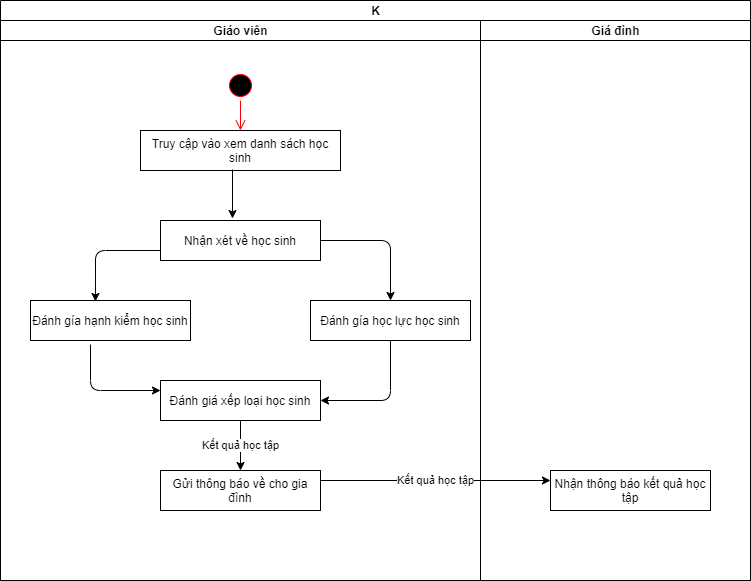 K
Giáo viên
Giá đình
Truy cập vào xem danh sách học
sinh
Nhận xét về học sinh
Đánh gía hạnh kiểm học sinh
Đánh gía học lực học sinh
Đánh giá xếp loại học sinh
Kết quả học tập
Gửi thông báo về cho gia
đình
Kết quả học tập
Nhận thông báo kết quả học
tập